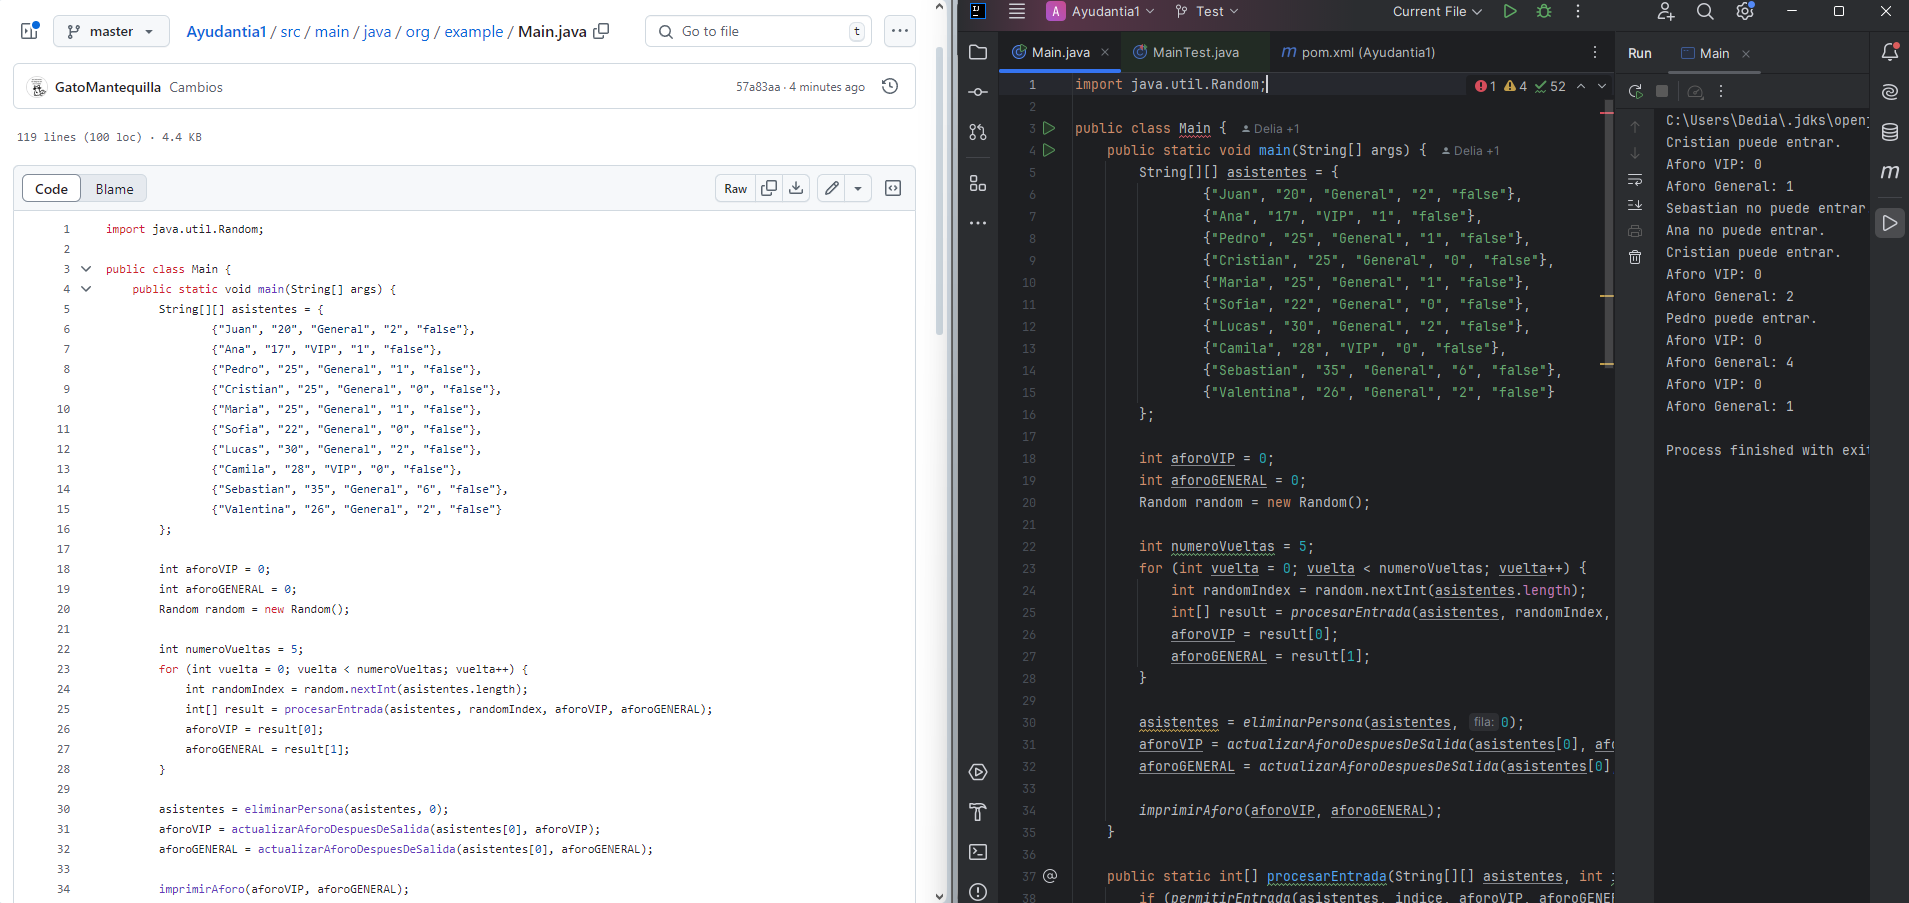 master
Ayudantia1 / src / main / java / org / example / Main.java
Go to file
t
GatoMantequilla Cambios
57a83aa · 4 minutes ago
119 lines (100 loc) · 4.4 KB
Code Blame
Raw
1 import java.util.Random;
2
3 public class Main {
4 public static void main(String[] args) {
5 String[][] asistentes = {
6 {"Juan", "20", "General", "2", "false"},
7 {"Ana", "17", "VIP", "1", "false"},
8 {"Pedro", "25", "General", "1", "false"},
9 {"Cristian", "25", "General", "0", "false"},
10 {"Maria", "25", "General", "1", "false"},
11 {"Sofia", "22", "General", "0", "false"},
12 {"Lucas", "30", "General", "2", "false"},
13 {"Camila", "28", "VIP", "0", "false"},
14 {"Sebastian", "35", "General", "6", "false"},
15 {"Valentina", "26", "General", "2", "false"}
16 };
17
18 int aforoVIP = 0;
19 int aforoGENERAL = 0;
20 Random random = new Random();
21
22 int numeroVueltas = 5;
23 for (int vuelta = 0; vuelta < numeroVueltas; vuelta++) {
24 int randomIndex = random.nextInt(asistentes.length);
25 int[] result = procesarEntrada(asistentes, randomIndex, aforoVIP, aforoGENERAL);
26 aforoVIP = result[0];
27 aforoGENERAL = result[1];
28 }
29
30 asistentes = eliminarPersona(asistentes, 0);
31 aforoVIP = actualizarAforoDespuesDeSalida(asistentes[0], aforoVIP);
32 aforoGENERAL = actualizarAforoDespuesDeSalida(asistentes[0], aforoGENERAL);
33
34 imprimirAforo(aforoVIP, aforoGENERAL);
A Ayudantia1 Test Current File
Main.java MainTest.java m pom.xml (Ayudantia1)
1 import java.util.Random; 1 4 52
2
3 public class Main { Delia +1
4 public static void main(String[] args) { Delia +1
5 String[][] asistentes = {
6 {"Juan", "20", "General", "2", "false"},
7 {"Ana", "17", "VIP", "1", "false"},
8 {"Pedro", "25", "General", "1", "false"},
9 {"Cristian", "25", "General", "0", "false"},
10 {"Maria", "25", "General", "1", "false"},
11 {"Sofia", "22", "General", "0", "false"},
12 {"Lucas", "30", "General", "2", "false"},
13 {"Camila", "28", "VIP", "0", "false"},
14 {"Sebastian", "35", "General", "6", "false"},
15 {"Valentina", "26", "General", "2", "false"}
16 };
17
18 int aforoVIP = 0;
19 int aforoGENERAL = 0;
20 Random random = new Random();
21
22 int numeroVueltas = 5;
23 for (int vuelta = 0; vuelta < numeroVueltas; vuelta++) {
24 int randomIndex = random.nextInt(asistentes.length);
25 int[] result = procesarEntrada(asistentes, randomIndex,
26 aforoVIP = result[0];
27 aforoGENERAL = result[1];
28 }
29
30 asistentes = eliminarPersona(asistentes, fila: 0);
31 aforoVIP = actualizarAforoDespuesDeSalida(asistentes[0], afo
32 aforoGENERAL = actualizarAforoDespuesDeSalida(asistentes[0]
33
34 imprimirAforo(aforoVIP, aforoGENERAL);
35 }
36
37 public static int[] procesarEntrada(String[][] asistentes, int
38 if (permitirEntrada(asistentes, indice, aforoVIP, aforoGENE
Run Main
m
C:\Users\Dedia\.jdks\openj
Cristian puede entrar.
Aforo VIP: 0
Aforo General: 1
Sebastian no puede entrar
Ana no puede entrar.
Cristian puede entrar.
Aforo VIP: 0
Aforo General: 2
Pedro puede entrar.
Aforo VIP: 0
Aforo General: 4
Aforo VIP: 0
Aforo General: 1
Process finished with exit